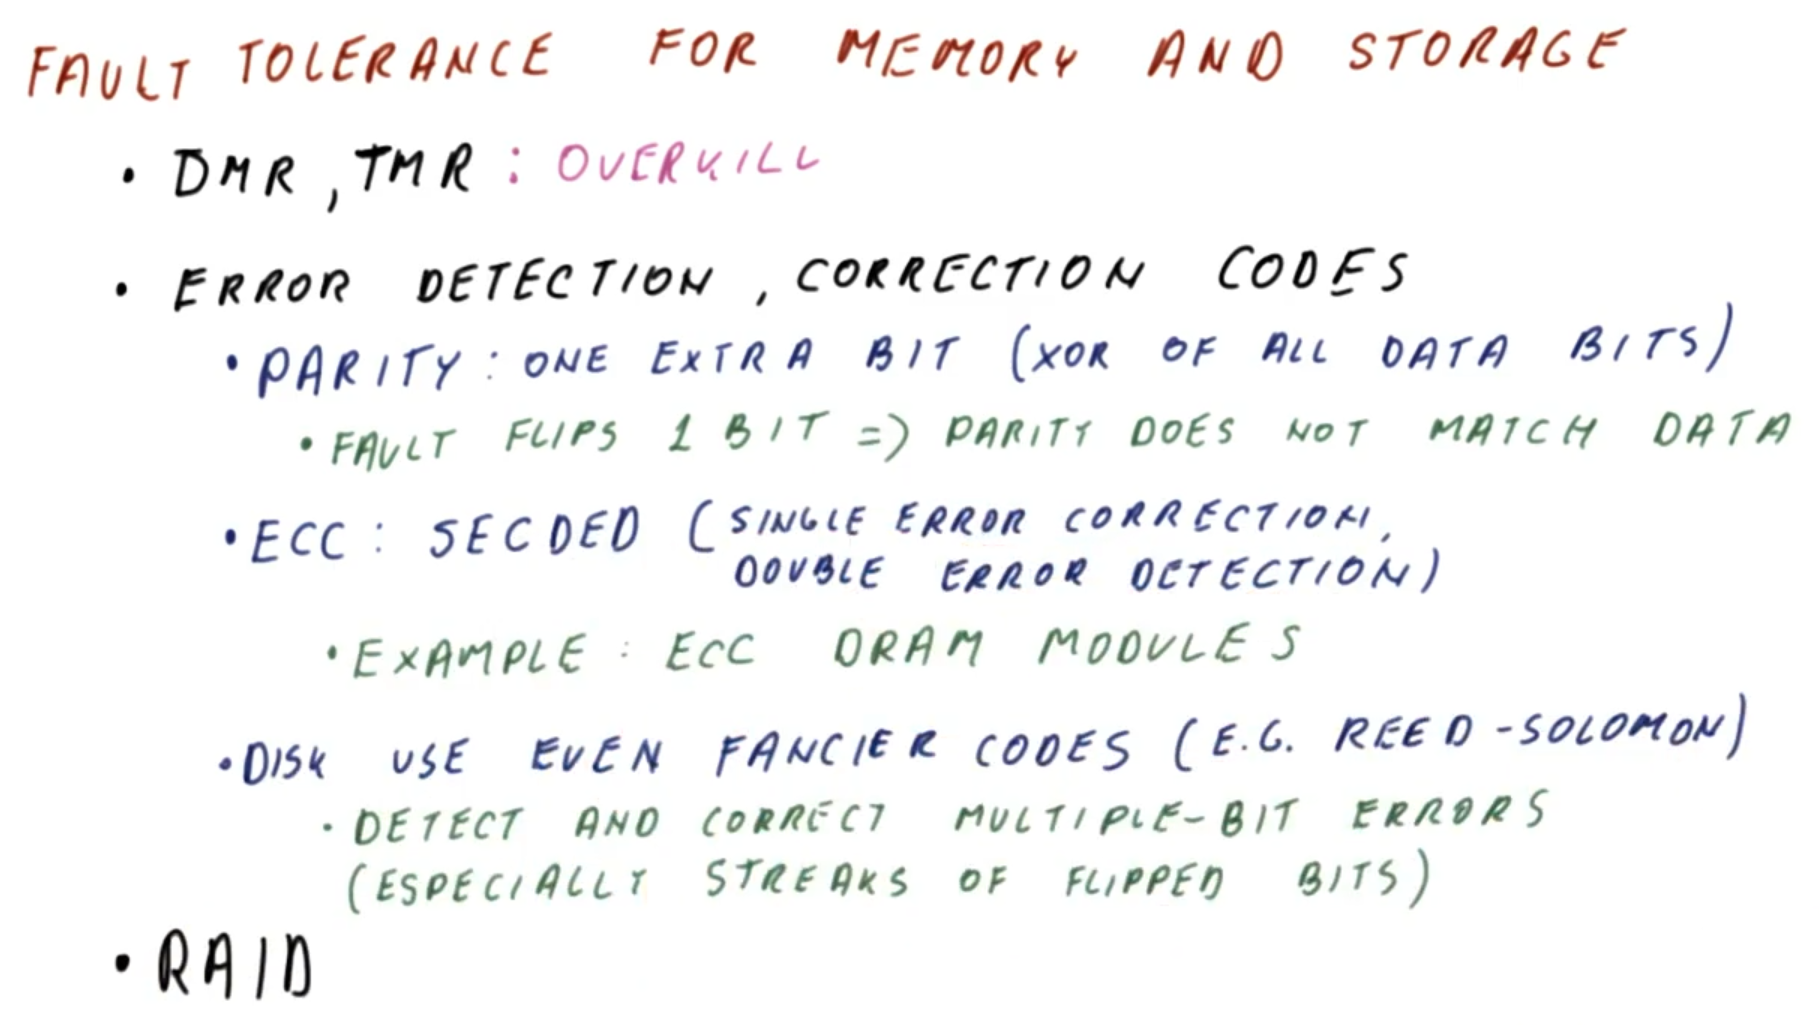 FAULT TOLERANCE FOR MEMORY AND STORAGE
• DMR, TMR : OVERKILL
• ERROR DETECTION, CORRECTION CODES
• PARITY: ONE EXTRA BIT (XOR OF ALL DATA BITS)
• FAULT FLIPS 1 BIT => PARITY DOES NOT MATCH DATA
• ECC: SECDED (SINGLE ERROR CORRECTION,
DOUBLE ERROR DETECTION)
• EXAMPLE: ECC DRAM MODULES
• DISK USE EVEN FANCIER CODES (E.G. REED-SOLOMON)
• DETECT AND CORRECT MULTIPLE-BIT ERRORS
(ESPECIALLY STREAKS OF FLIPPED BITS)
• RAID